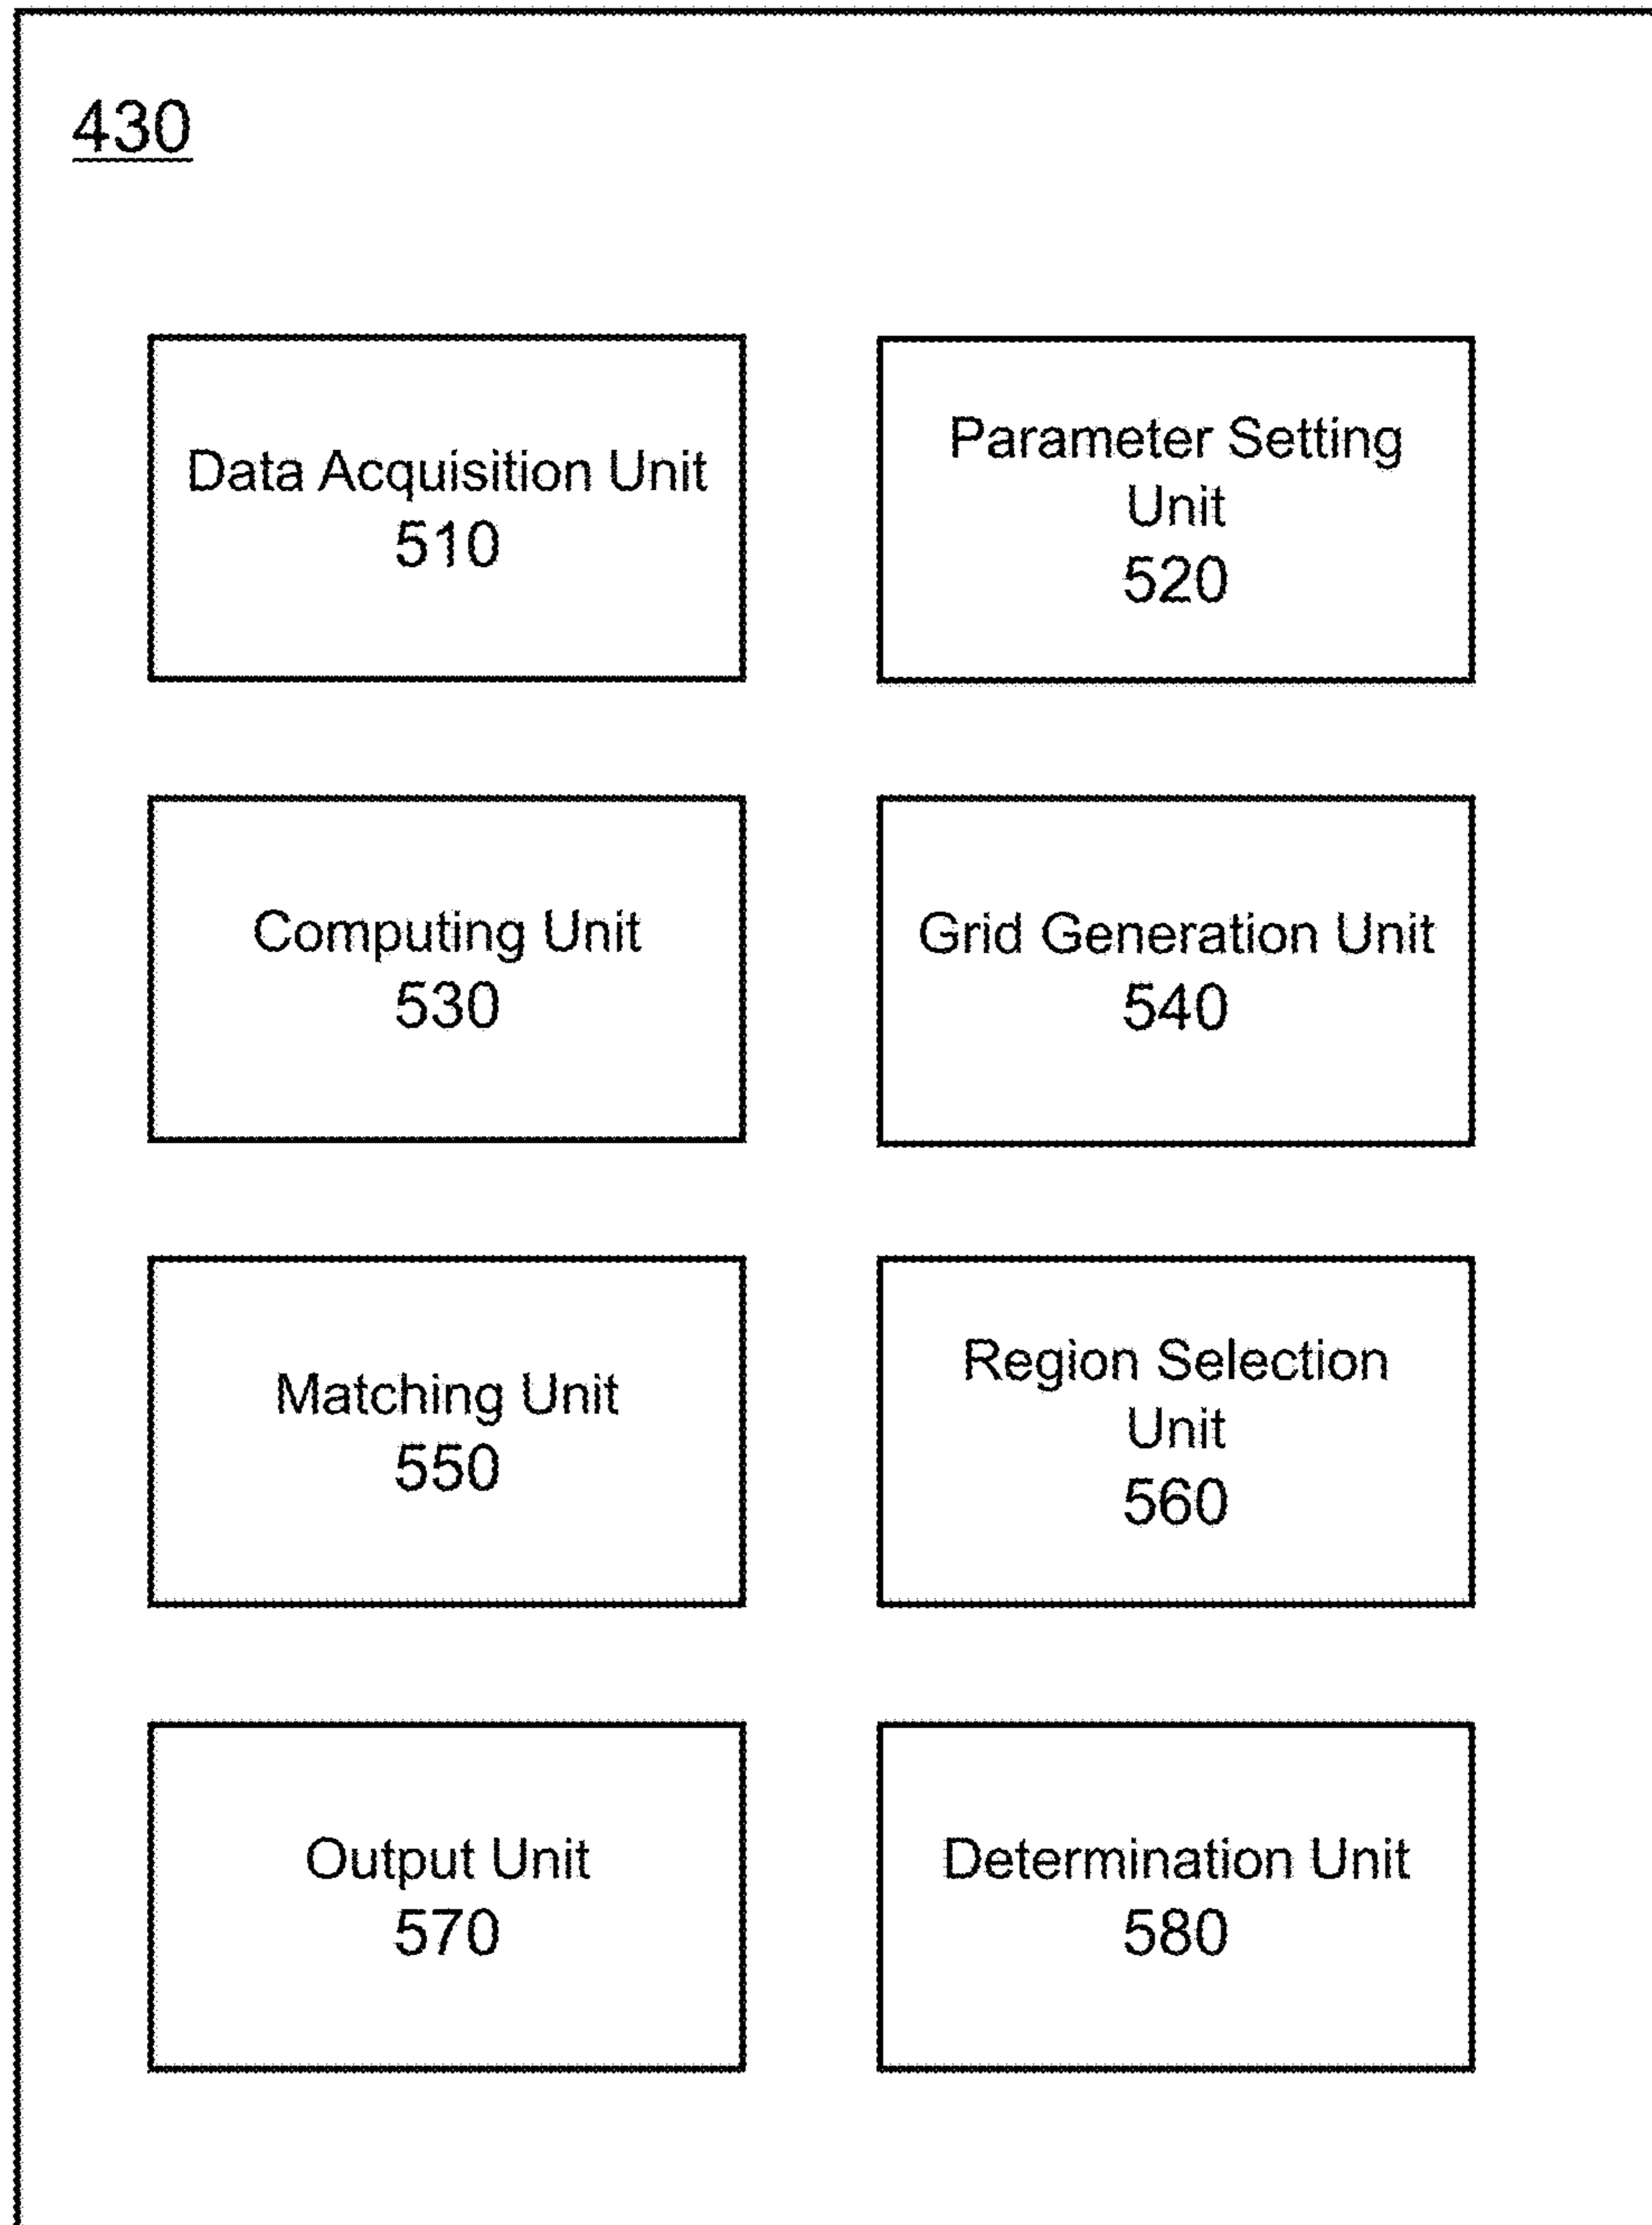 430
Data Acquisition Unit
510
Parameter Setting
Unit
520
Computing Unit
530
Grid Generation Unit
540
Matching Unit
550
Region Selection
Unit
560
Output Unit
570
Determination Unit
580